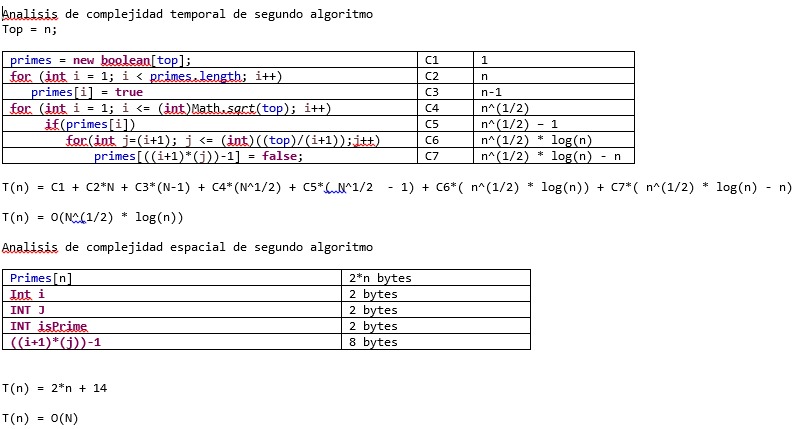 Analisis de complejidad temporal de segundo algoritmo
Top = n;
primes = new boolean[top]; C1 1
for (int i = 1; i < primes.length; i++) C2 n
primes[i] = true C3 n-1
for (int i = 1; i <= (int)Math.sqrt(top); i++) C4 n^(1/2)
if(primes[i]) C5 n^(1/2) – 1
for(int j=(i+1); j <= (int)((top)/(i+1));j++) C6 n^(1/2) * log(n)
primes[((i+1)*(j))-1] = false; C7 n^(1/2) * log(n) - n
T(n) = C1 + C2*N + C3*(N-1) + C4*(N^1/2) + C5*( N^1/2 - 1) + C6*( n^(1/2) * log(n)) + C7*( n^(1/2) * log(n) - n)
T(n) = O(N^(1/2) * log(n))
Analisis de complejidad espacial de segundo algoritmo
Primes[n] 2*n bytes
Int i 2 bytes
INT J 2 bytes
INT isPrime 2 bytes
((i+1)*(j))-1 8 bytes
T(n) = 2*n + 14
T(n) = O(N)